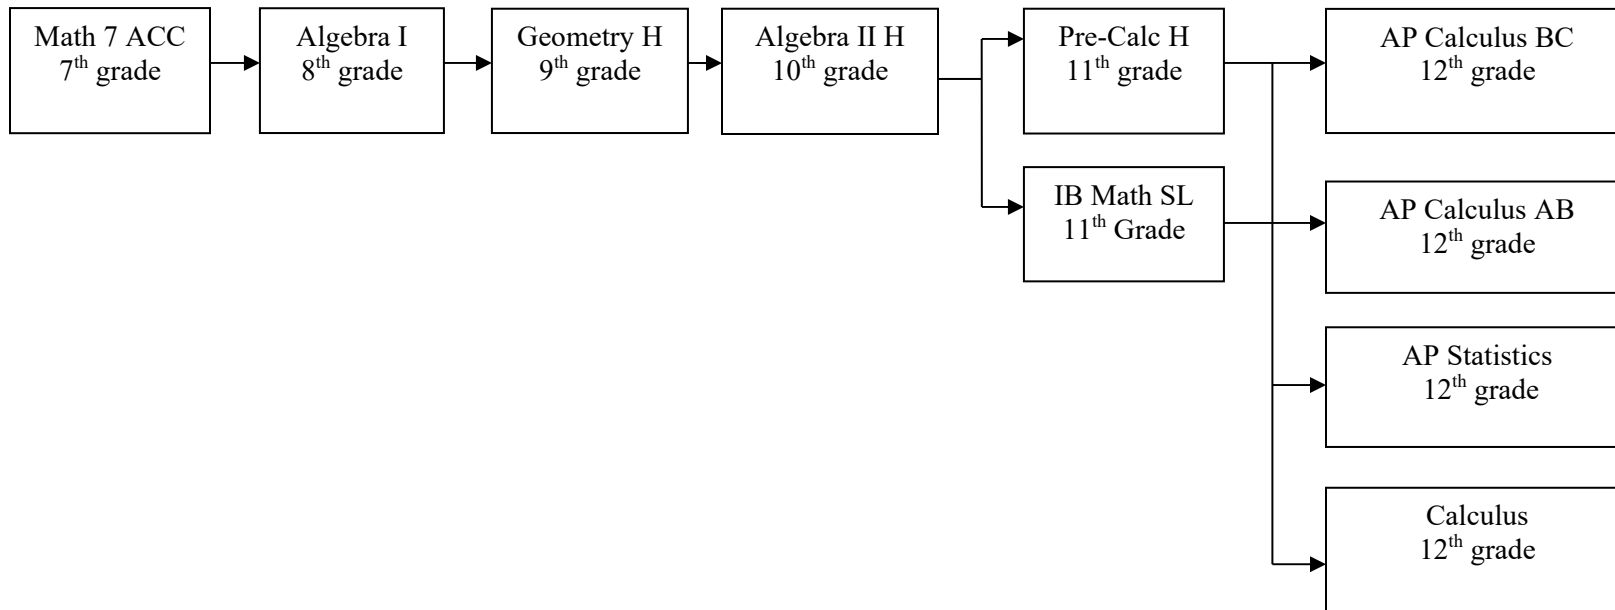 Math 7 ACC
7th grade
Algebra I
8th grade
Geometry H
9th grade
Algebra II H
10th grade
Pre-Calc H
11th grade
AP Calculus BC
12th grade
IB Math SL
11th Grade
AP Calculus AB
12th grade
AP Statistics
12th grade
Calculus
12th grade